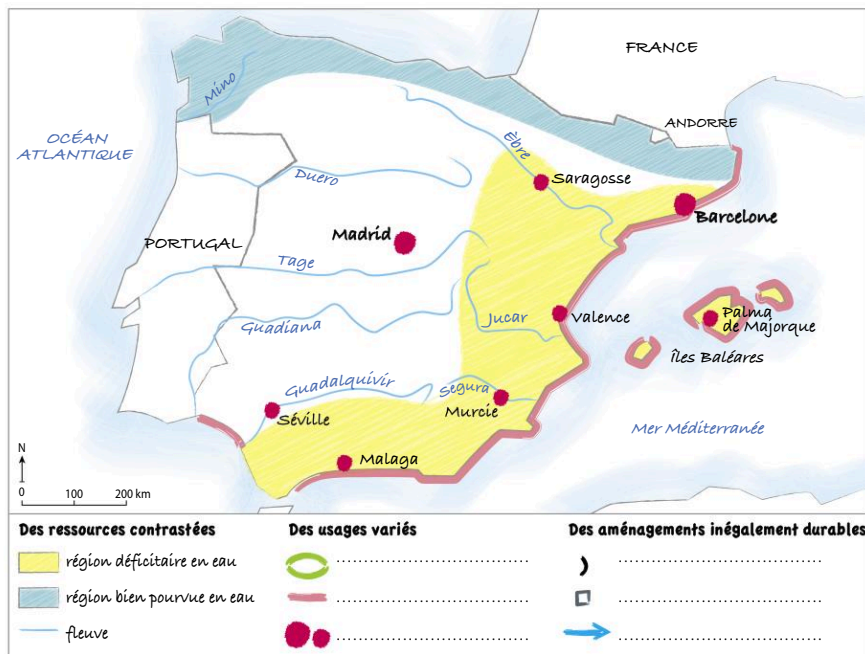 FRANCE
ANDORRE
OCÉAN
ATLANTIQUE
Mino
Èbre
Saragosse
Barcelone
Duero
PORTUGAL
Madrid
Tage
Guadiana
Jucar
Valence
Palma
de Majorque
îles Baléares
Guadalquivir
Segura
Murcie
Séville
Malaga
Mer Méditerranée
N
0 100 200 km
Des ressources contrastées
région déficitaire en eau
région bien pourvue en eau
fleuve
Des usages variés
................................................
................................................
................................................
Des aménagements inégalement durables
................................................
................................................
................................................